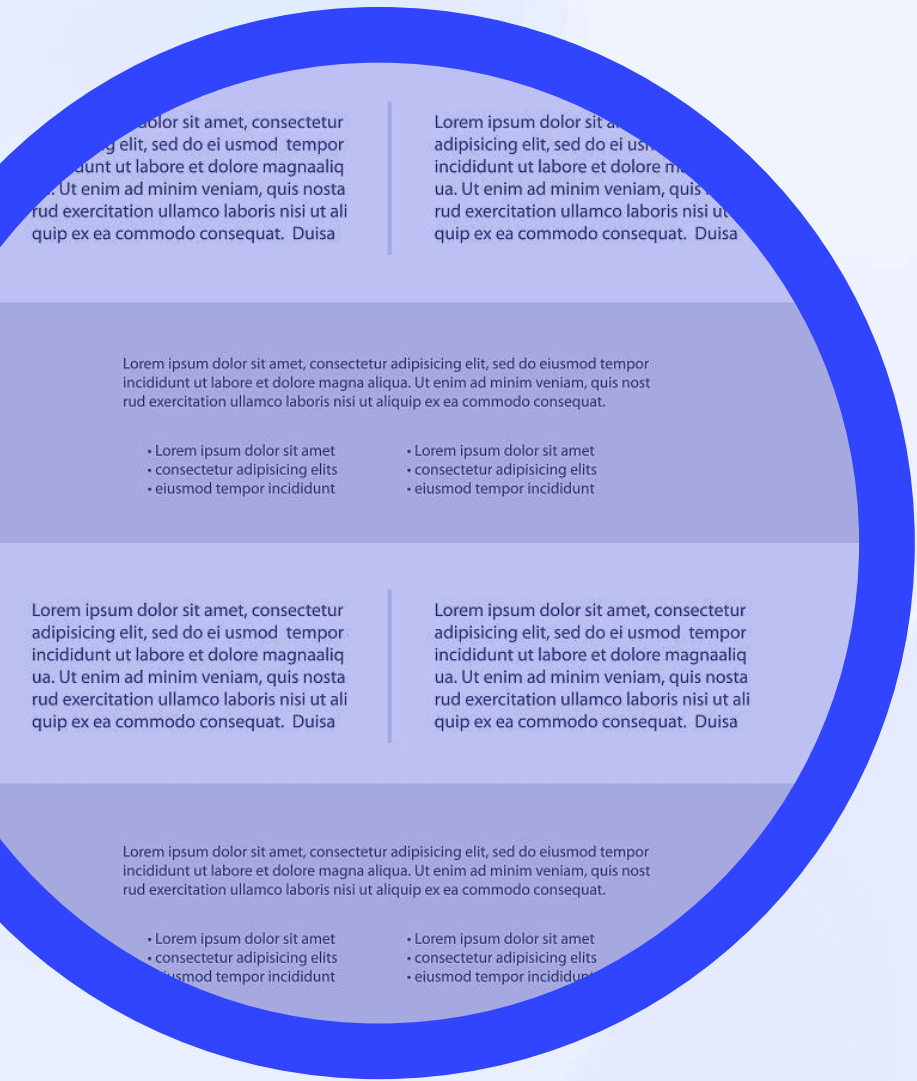 sit amet, consectetur
elit, sed do ei usmod tempor
ut labore et dolore magnaaliq
Ut enim ad minim veniam, quis nosta
rud exercitation ullamco laboris nisi ut ali
quip ex ea commodo consequat. Duisa
Lorem ipsum dolor sit
adipisicing elit, sed do ei
incididunt ut labore et dolore
ua. Ut enim ad minim veniam, quis
rud exercitation ullamco laboris nisi ut
quip ex ea commodo consequat. Duisa
Lorem ipsum dolor sit amet, consectetur adipisicing elit, sed do eiusmod tempor
incididunt ut labore et dolore magna aliqua. Ut enim ad minim veniam, quis nost
rud exercitation ullamco laboris nisi ut aliquip ex ea commodo consequat.
• Lorem ipsum dolor sit amet
• consectetur adipisicing elits
• eiusmod tempor incididunt
• Lorem ipsum dolor sit amet
• consectetur adipisicing elits
• eiusmod tempor incididunt
Lorem ipsum dolor sit amet, consectetur
adipisicing elit, sed do ei usmod tempor
incididunt ut labore et dolore magnaaliq
ua. Ut enim ad minim veniam, quis nosta
rud exercitation ullamco laboris nisi ut ali
quip ex ea commodo consequat. Duisa
Lorem ipsum dolor sit amet, consectetur
adipisicing elit, sed do ei usmod tempor
incididunt ut labore et dolore magnaaliq
ua. Ut enim ad minim veniam, quis nosta
rud exercitation ullamco laboris nisi ut ali
quip ex ea commodo consequat. Duisa
Lorem ipsum dolor sit amet, consectetur adipisicing elit, sed do eiusmod tempor
incididunt ut labore et dolore magna aliqua. Ut enim ad minim veniam, quis nost
rud exercitation ullamco laboris nisi ut aliquip ex ea commodo consequat.
• Lorem ipsum dolor sit amet
• consectetur adipisicing elits
tempor incididunt
• Lorem ipsum dolor sit amet
• consectetur adipisicing elits
• eiusmod tempor